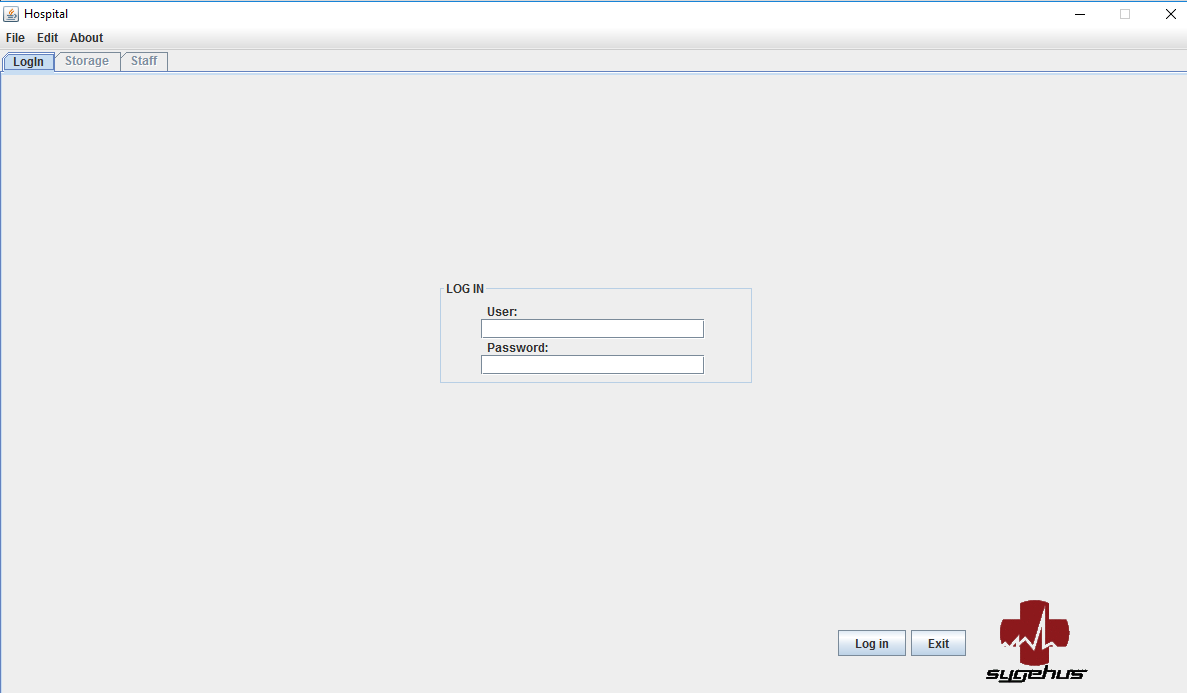 Hospital
File Edit About
LogIn Storage Staff
LOG IN
User:
Password:
Log in Exit
sygehus